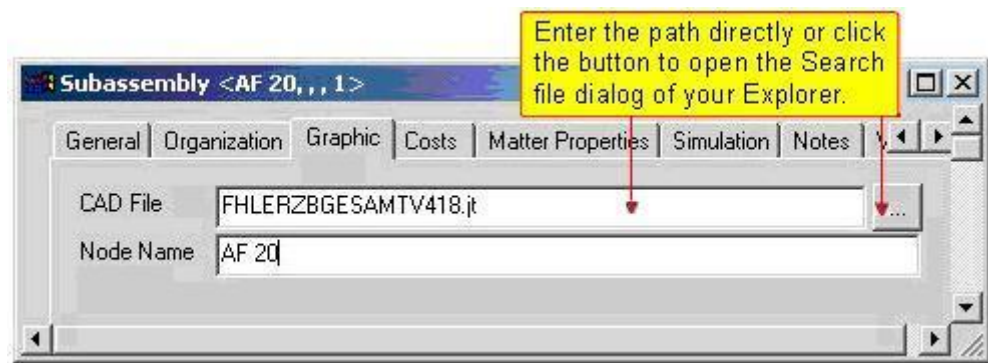 Enter the path directly or click
the button to open the Search
file dialog of your Explorer.
Subassembly <AF 20, , , 1>
General Organization Graphic Costs Matter Properties Simulation Notes
CAD File FHLERZBGESAMTV418.jt ...
Node Name AF 20